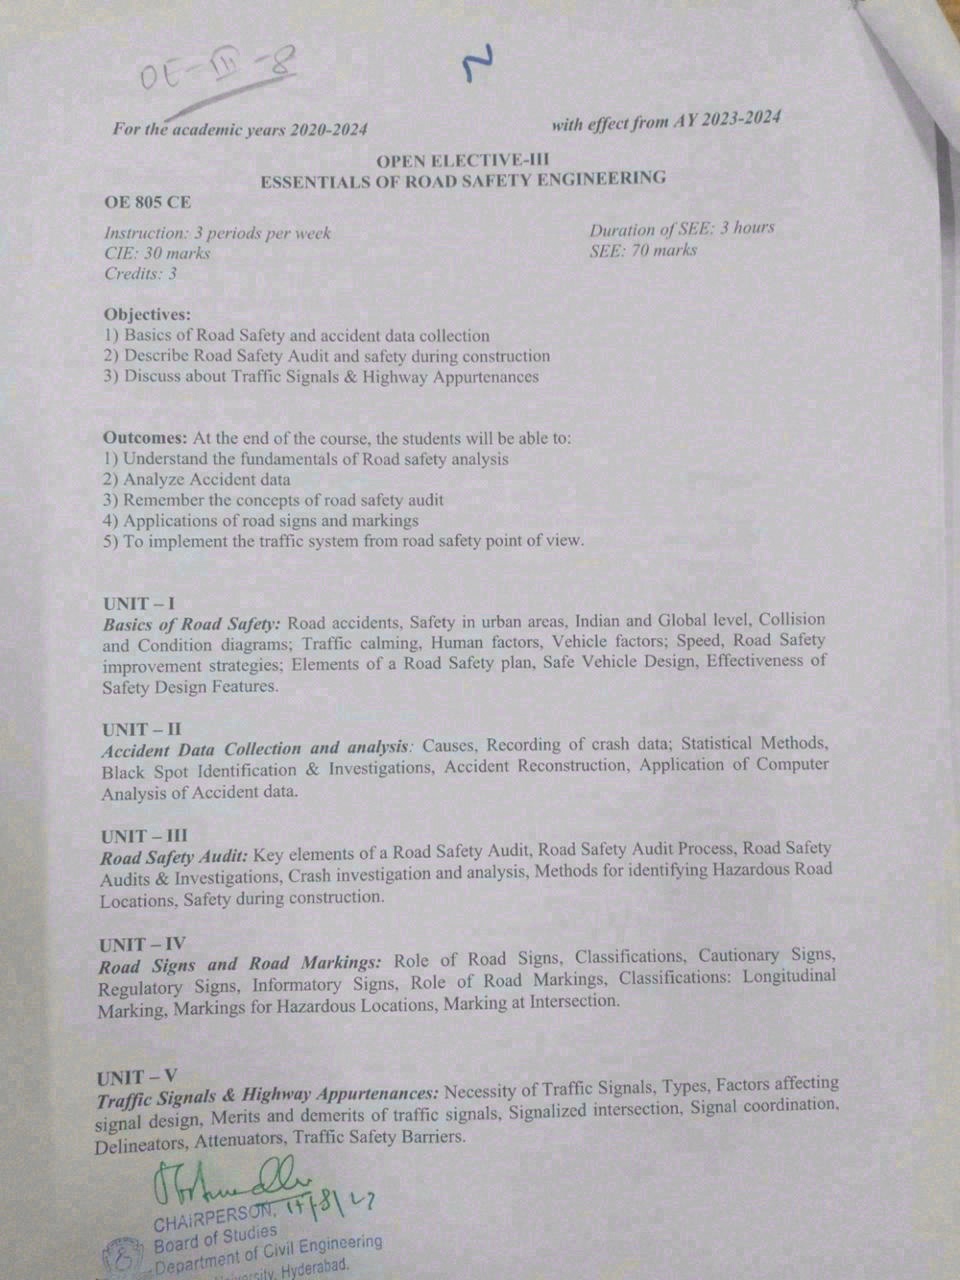 OE-III-8
For the academic years 2020-2024
with effect from AY 2023-2024
OPEN ELECTIVE-III
ESSENTIALS OF ROAD SAFETY ENGINEERING
OE 805 CE
Instruction: 3 periods per week
Duration of SEE: 3 hours
CIE: 30 marks
SEE: 70 marks
Credits: 3
Objectives:
1) Basics of Road Safety and accident data collection
2) Describe Road Safety Audit and safety during construction
3) Discuss about Traffic Signals & Highway Appurtenances
Outcomes: At the end of the course, the students will be able to:
1) Understand the fundamentals of Road safety analysis
2) Analyze Accident data
3) Remember the concepts of road safety audit
4) Applications of road signs and markings
5) To implement the traffic system from road safety point of view.
UNIT – I
Basics of Road Safety: Road accidents, Safety in urban areas, Indian and Global level, Collision
and Condition diagrams; Traffic calming, Human factors, Vehicle factors; Speed, Road Safety
improvement strategies; Elements of a Road Safety plan, Safe Vehicle Design, Effectiveness of
Safety Design Features.
UNIT – II
Accident Data Collection and analysis: Causes, Recording of crash data; Statistical Methods,
Black Spot Identification & Investigations, Accident Reconstruction, Application of Computer
Analysis of Accident data.
UNIT – III
Road Safety Audit: Key elements of a Road Safety Audit, Road Safety Audit Process, Road Safety
Audits & Investigations, Crash investigation and analysis, Methods for identifying Hazardous Road
Locations, Safety during construction.
UNIT – IV
Road Signs and Road Markings: Role of Road Signs, Classifications, Cautionary Signs,
Regulatory Signs, Informatory Signs, Role of Road Markings, Classifications: Longitudinal
Marking, Markings for Hazardous Locations, Marking at Intersection.
UNIT – V
Traffic Signals & Highway Appurtenances: Necessity of Traffic Signals, Types, Factors affecting
signal design, Merits and demerits of traffic signals, Signalized intersection, Signal coordination,
Delineators, Attenuators, Traffic Safety Barriers.
CHAIRPERSON,
Board of Studies
Department of Civil Engineering
Hyderabad.